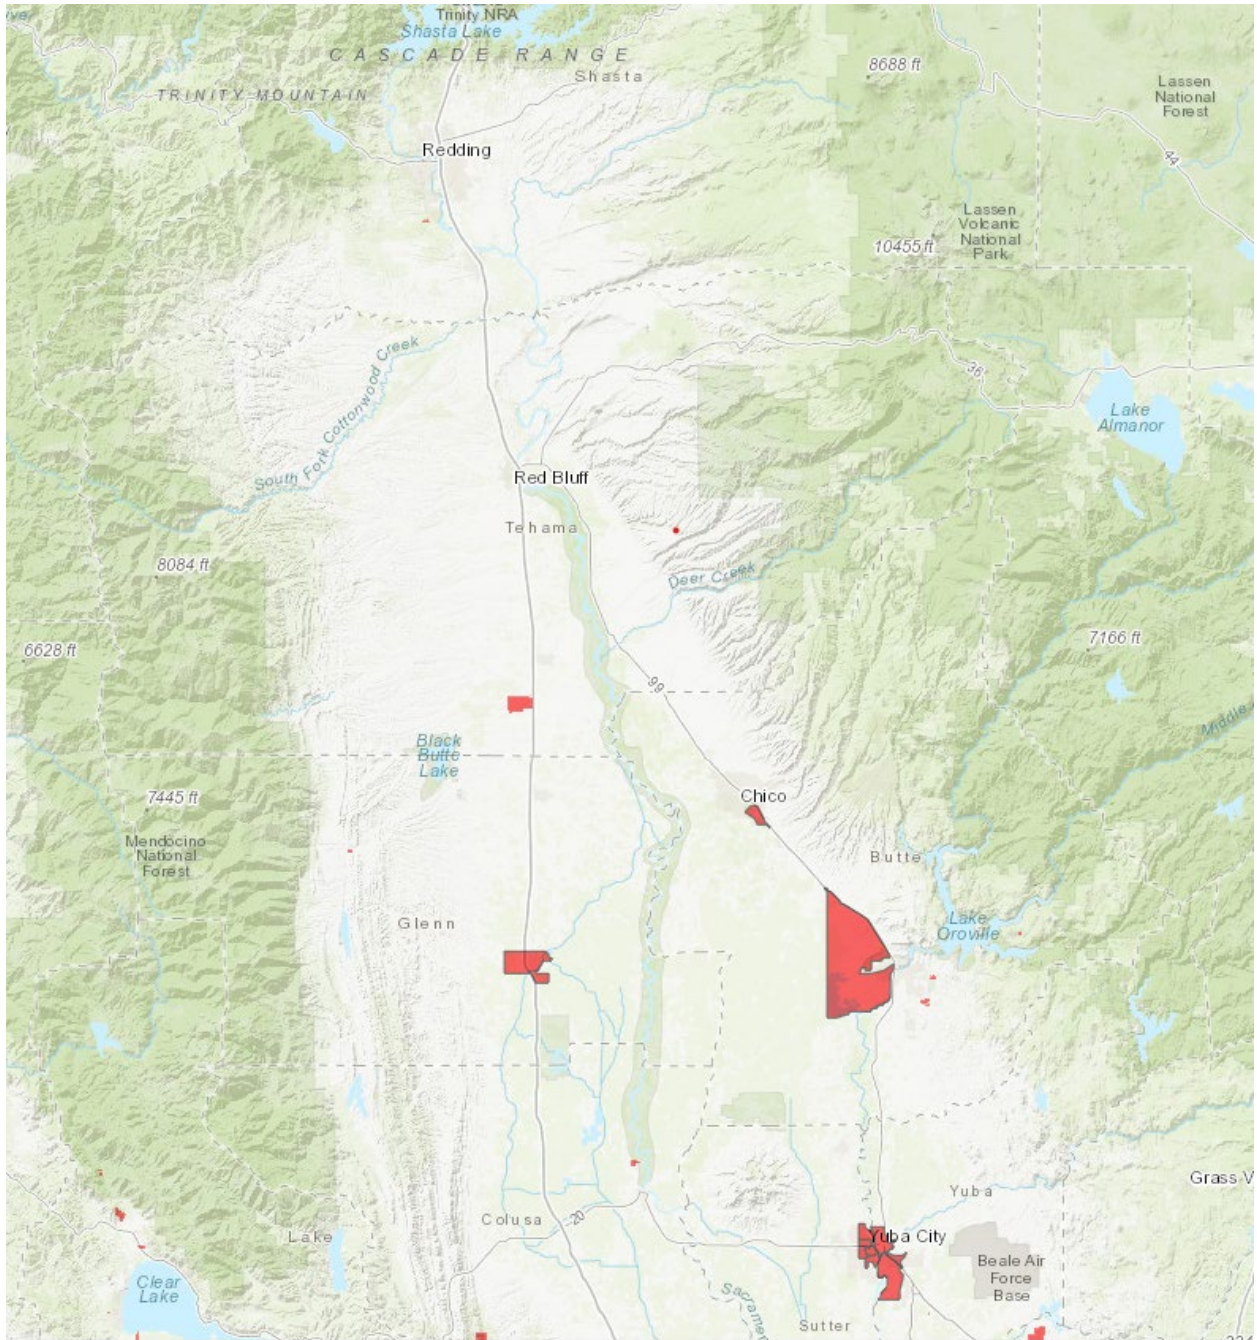 Trinity NRA
Shasta Lake
CASCADE RANGE
Shasta
8688 ft
TRINITY MOUNTAIN
Lassen
National
Forest
44
Redding
Lassen
Volcanic
National
Park
10455 ft
South Fork Cottonwood Creek
36
Lake
Almanor
Red Bluff
Tehama
8084 ft
Deer Creek
6628 ft
7166 ft
99
Middle
Black
Butte
Lake
7445 ft
Chico
Mendocino
National
Forest
Butte
Glenn
Lake
Oroville
Grass V
Yuba
Colusa
20
Lake
Yuba City
Beale Air
Force
Base
Clear
Lake
Sacramen
Sutter